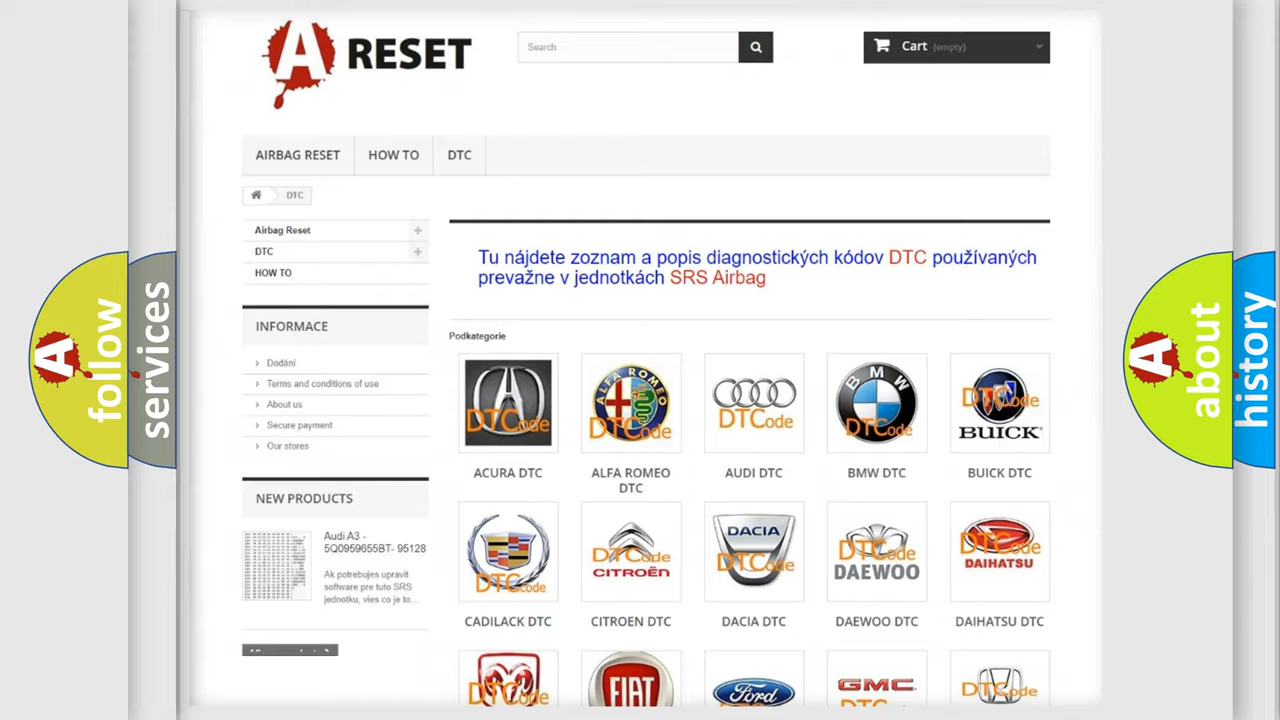 A RESET
Search
Cart (empty)
AIRBAG RESET
HOW TO
DTC
DTC
Airbag Reset
DTC
HOW TO
Tu nájdete zoznam a popis diagnostických kódov DTC používaných
prevažne v jednotkách SRS Airbag
INFORMACE
Dodání
Terms and conditions of use
About us
Secure payment
Our stores
NEW PRODUCTS
Audi A3 -
5Q0959655BT- 95128
Ak potrebujes upravit
software pre tuto SRS
jednotku, vies co je to...
Podkategorie
DTCode
ALFA ROMEO
DTCode
DTCode
BMW
DTCode
DTCode
BUICK
ACURA DTC
ALFA ROMEO
DTC
AUDI DTC
BMW DTC
BUICK DTC
DTCode
DTCode
CITROËN
DACIA
DTCode
DTCode
DAEWOO
DTCode
DAIHATSU
CADILACK DTC
CITROEN DTC
DACIA DTC
DAEWOO DTC
DAIHATSU DTC
DTCode
FIAT
Ford
GMC
DTCode
A follow
services
A about
history